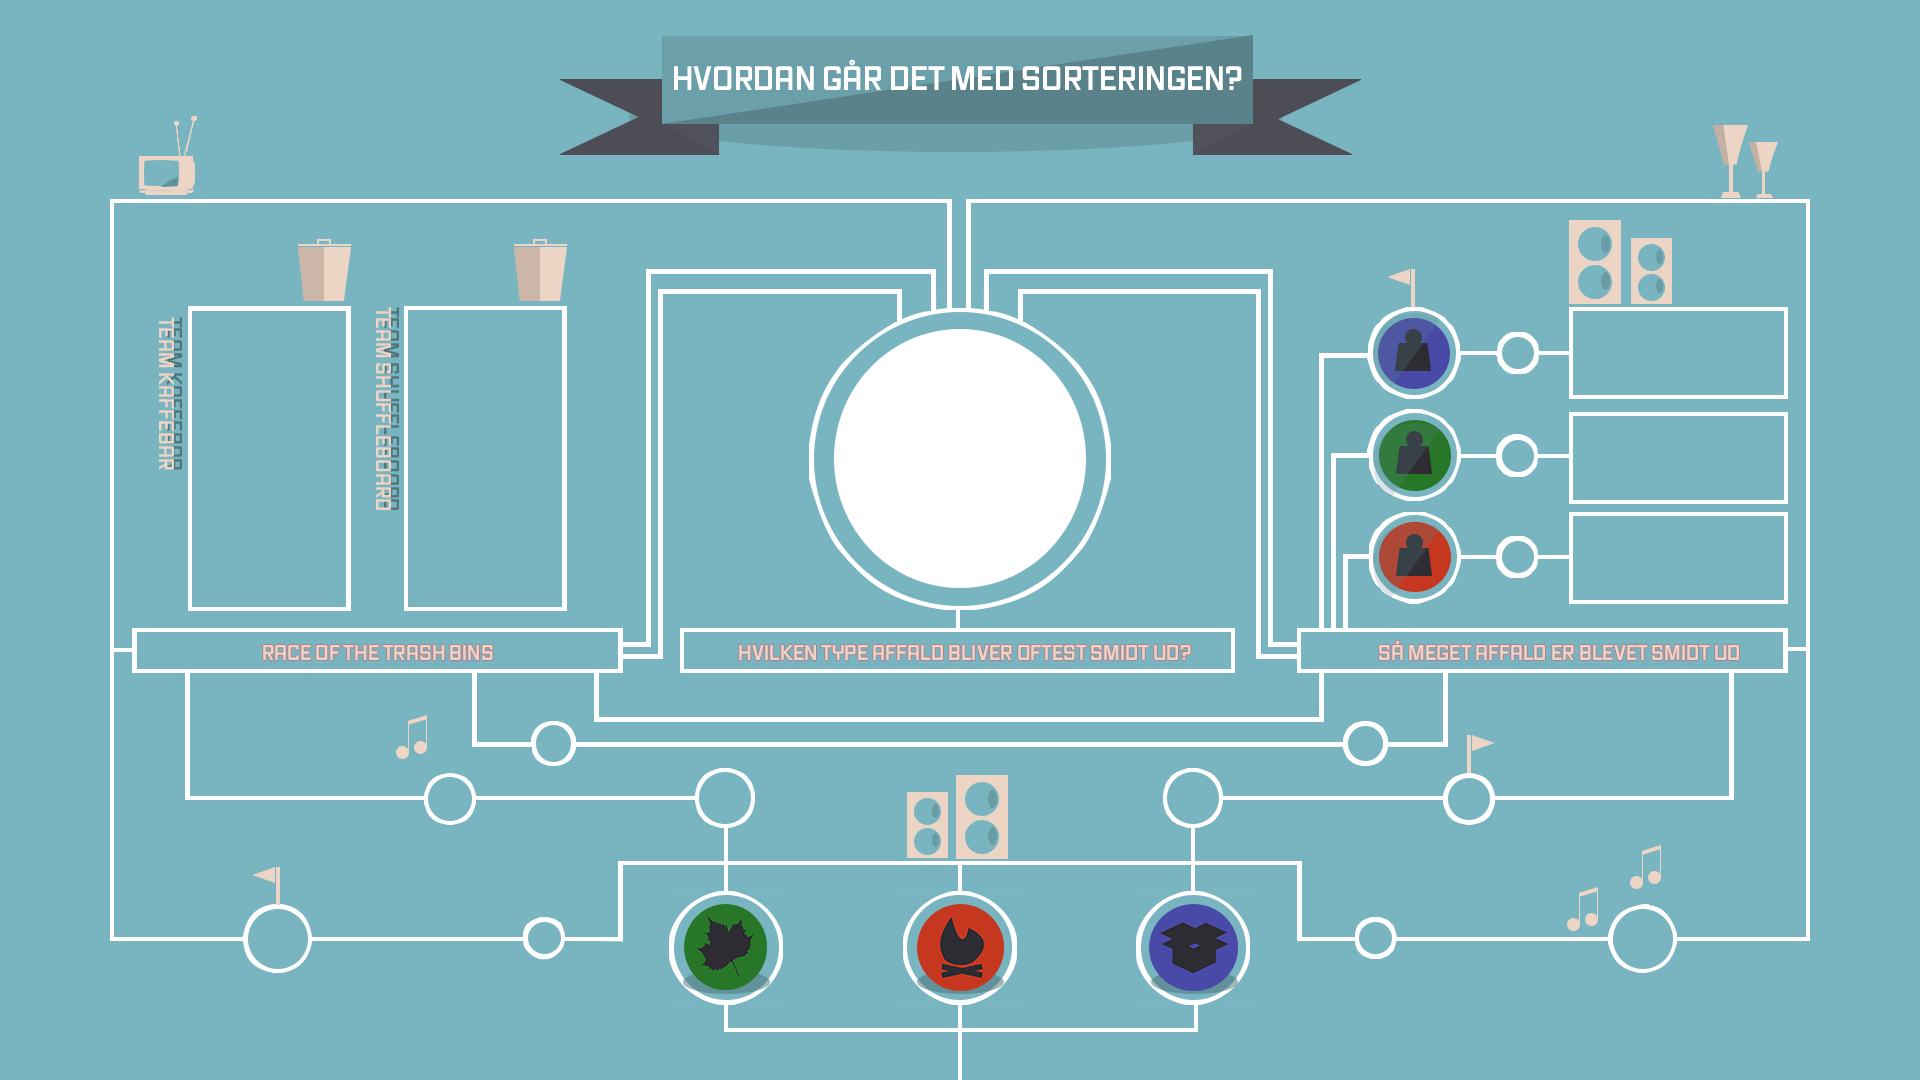 HVORDAN GÅR DET MED SORTERINGEN?
TEAM KAFFEBAR
TEAM SHUFFLEBOARD
RACE OF THE TRASH BINS
HVILKEN TYPE AFFALD BLIVER OFTEST SMIDT UD?
SÅ MEGET AFFALD ER BLEVET SMIDT UD